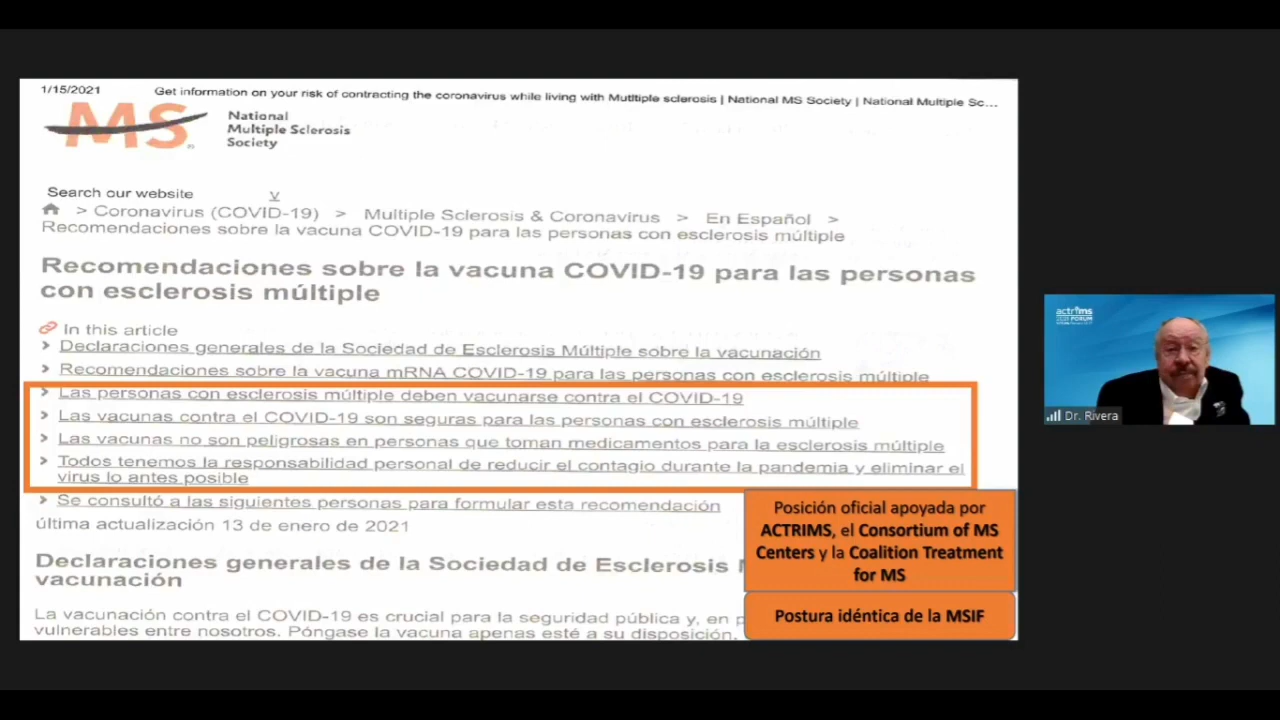 1/15/2021 Get information on your risk of contracting the coronavirus while living with Mutltiple sclerosis | National MS Society | National Multiple Sc...
MS
National
Multiple Sclerosis
Society
Search our website
> Coronavirus (COVID-19) > Multiple Sclerosis & Coronavirus > En Español >
Recomendaciones sobre la vacuna COVID-19 para las personas con esclerosis múltiple
Recomendaciones sobre la vacuna COVID-19 para las personas
con esclerosis múltiple
In this article
> Declaraciones generales de la Sociedad de Esclerosis Múltiple sobre la vacunación
> Recomendaciones sobre la vacuna mRNA COVID-19 para las personas con esclerosis múltiple
> Las personas con esclerosis múltiple deben vacunarse contra el COVID-19
> Las vacunas contra el COVID-19 son seguras para las personas con esclerosis múltiple
> Las vacunas no son peligrosas en personas que toman medicamentos para la esclerosis múltiple
> Todos tenemos la responsabilidad personal de reducir el contagio durante la pandemia y eliminar el
virus lo antes posible
> Se consultó a las siguientes personas para formular esta recomendación
última actualización 13 de enero de 2021
Declaraciones generales de la Sociedad de Esclerosis
vacunación
La vacunación contra el COVID-19 es crucial para la seguridad pública y, en
vulnerables entre nosotros. Póngase la vacuna apenas esté a su disposición.
Posición oficial apoyada por
ACTRIMS, el Consortium of MS
Centers y la Coalition Treatment
for MS
Postura idéntica de la MSIF
actrims
FORUM
Dr. Rivera